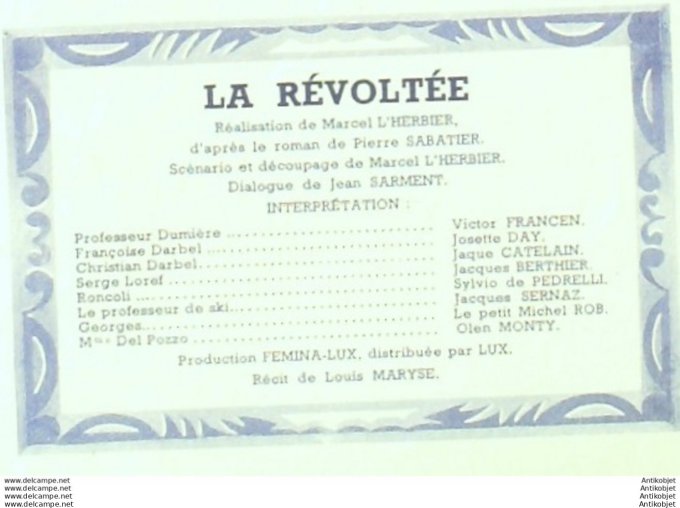 LA RÉVOLTÉE
Réalisation de Marcel L'HERBIER,
d'après le roman de Pierre SABATIER.
Scénario et découpage de Marcel L'HERBIER.
Dialogue de Jean SARMENT.
INTERPRÉTATION :
Professeur Dumière ........ Victor FRANCEN.
Françoise Darbel ........ Josette DAY.
Christian Darbel ........ Jaque CATELAIN.
Serge Loref ........ Jacques BERTHIER.
Roncoli ........ Sylvio de PEDRELLI.
Le professeur de ski ........ Jacques SERNAZ.
Georges ........ Le petit Michel ROB.
Mme Del Pozzo ........ Olen MONTY.
Production FEMINA-LUX, distribuée par LUX.
Récit de Louis MARYSE.
www.delcampe.net Antikobjet
www.delcampe.net Antikobjet
www.delcampe.net Antikobjet
www.delcampe.net Antikobjet